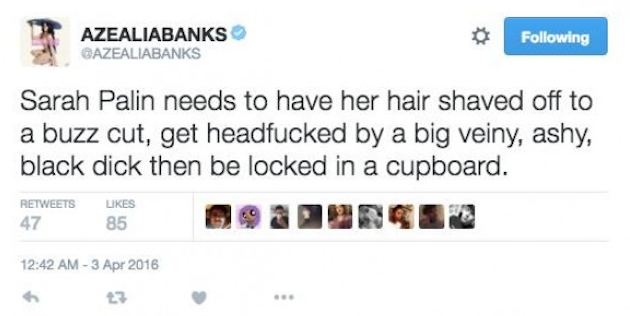 AZEALIABANKS
@AZEALIABANKS
Following
Sarah Palin needs to have her hair shaved off to
a buzz cut, get headfucked by a big veiny, ashy,
black dick then be locked in a cupboard.
RETWEETS LIKES
47 85
12:42 AM - 3 Apr 2016